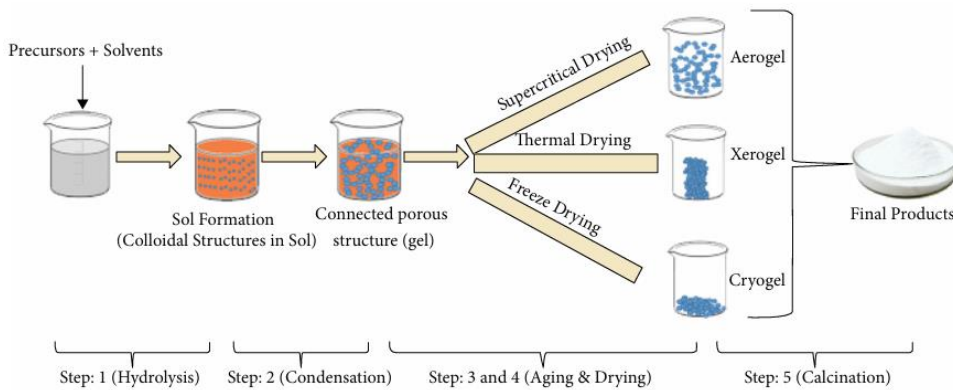 Precursors + Solvents
Sol Formation
(Colloidal Structures in Sol)
Connected porous
structure (gel)
Supercritical Drying
Thermal Drying
Freeze Drying
Aerogel
Xerogel
Cryogel
Final Products
Step: 1 (Hydrolysis)
Step: 2 (Condensation)
Step: 3 and 4 (Aging & Drying)
Step: 5 (Calcination)